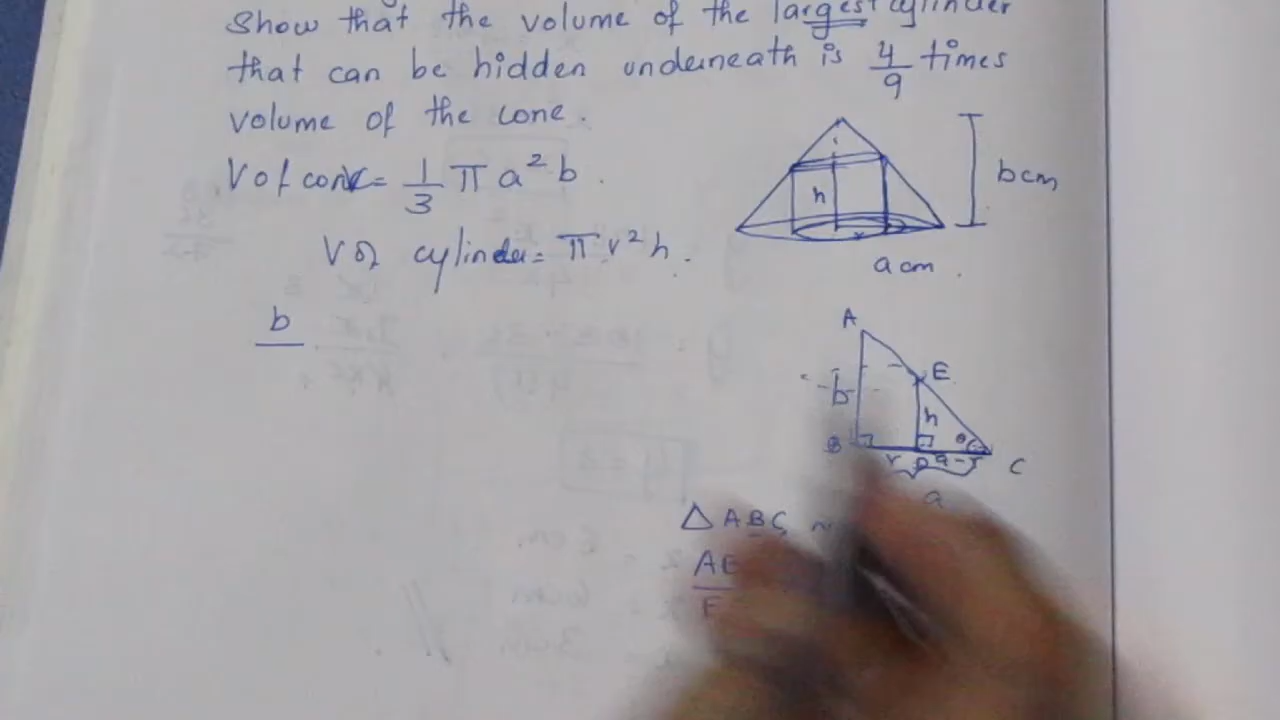 Show that the volume of the largest cylinder
that can be hidden underneath is 4/9 times
volume of the cone.
V of cone = 1/3 π a² b.
V of cylinder = π r² h.
b
h
b cm
a cm.
A
E
b
h
B
θ
r D a-r C
a
△ ABC
AB
E